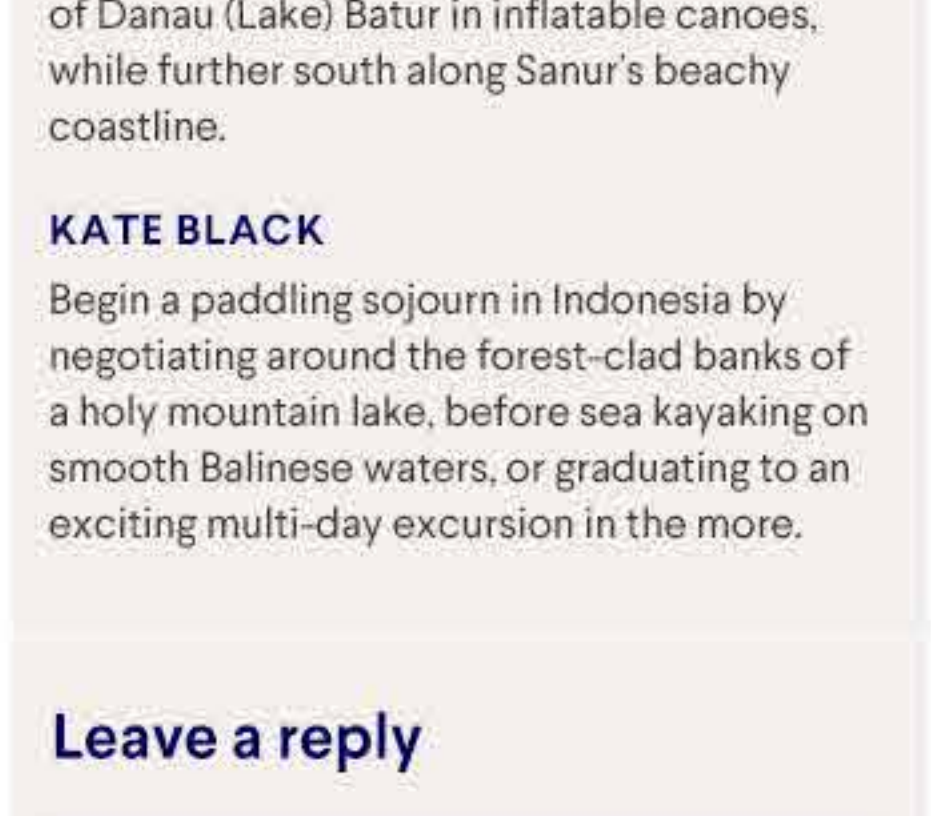 of Danau (Lake) Batur in inflatable canoes,
while further south along Sanur's beachy
coastline.
KATE BLACK
Begin a paddling sojourn in Indonesia by
negotiating around the forest-clad banks of
a holy mountain lake, before sea kayaking on
smooth Balinese waters, or graduating to an
exciting multi-day excursion in the more.
Leave a reply